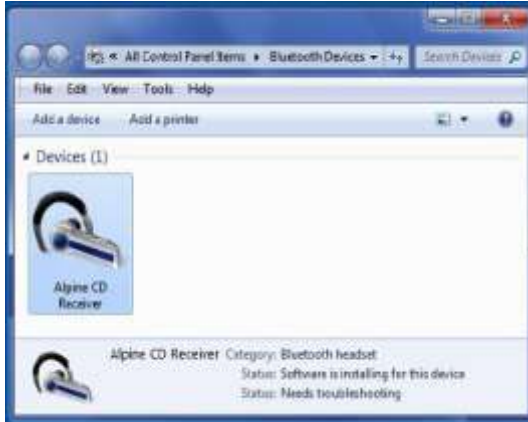 « All Control Panel Items ▸ Bluetooth Devices
Search Devices
File Edit View Tools Help
Add a device Add a printer
Devices (1)
Alpine CD
Receiver
Alpine CD Receiver Category: Bluetooth headset
Status: Software is installing for this device
Status: Needs troubleshooting